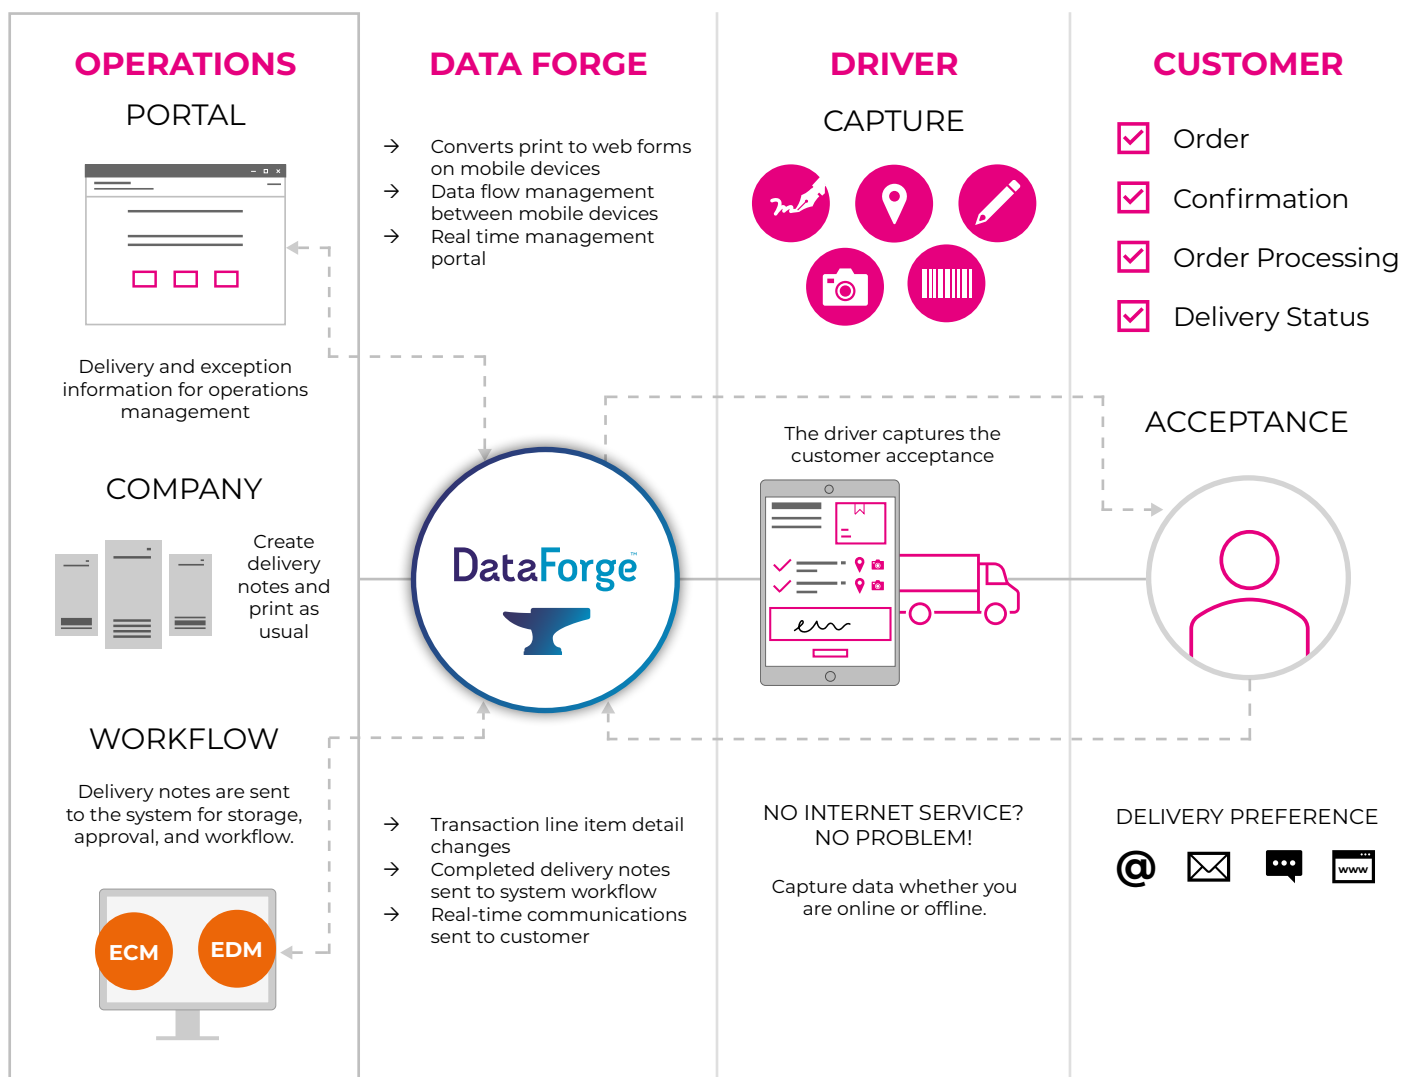 OPERATIONS
PORTAL
Delivery and exception
information for operations
management
COMPANY
Create
delivery
notes and
print as
usual
WORKFLOW
Delivery notes are sent
to the system for storage,
approval, and workflow.
ECM
EDM
DATA FORGE
→ Converts print to web forms
on mobile devices
→ Data flow management
between mobile devices
→ Real time management
portal
DataForge™
→ Transaction line item detail
changes
→ Completed delivery notes
sent to system workflow
→ Real-time communications
sent to customer
DRIVER
CAPTURE
The driver captures the
customer acceptance
NO INTERNET SERVICE?
NO PROBLEM!
Capture data whether you
are online or offline.
CUSTOMER
Order
Confirmation
Order Processing
Delivery Status
ACCEPTANCE
DELIVERY PREFERENCE
@
www